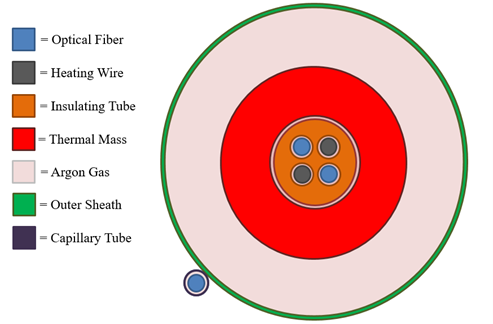 = Optical Fiber
= Heating Wire
= Insulating Tube
= Thermal Mass
= Argon Gas
= Outer Sheath
= Capillary Tube